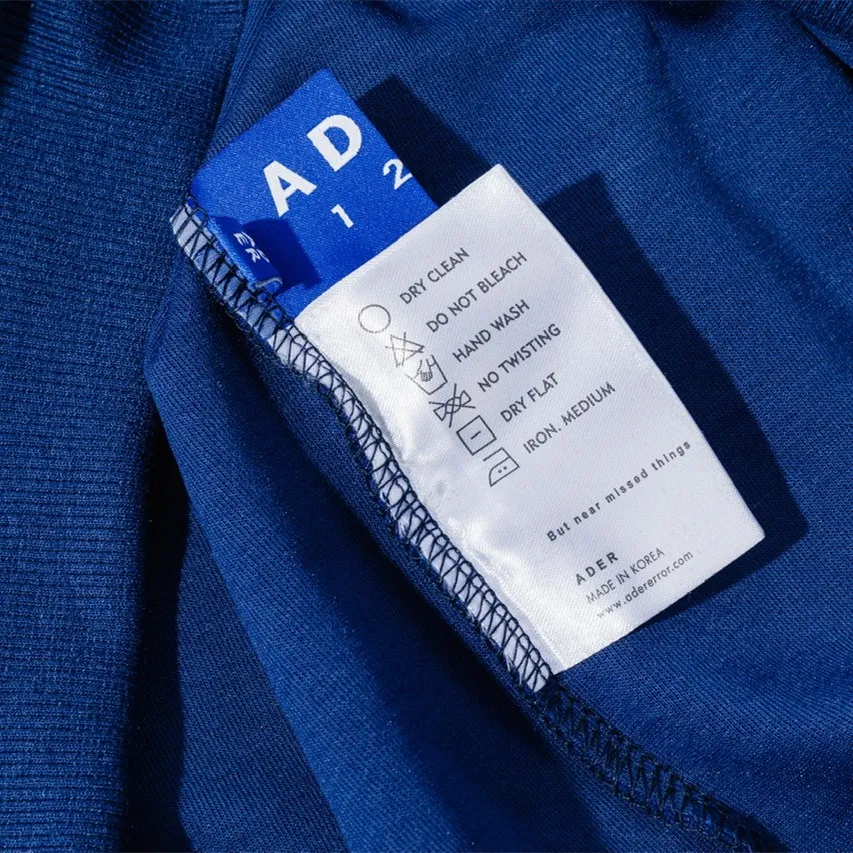 AD
1 2
ER
DRY CLEAN
DO NOT BLEACH
HAND WASH
NO TWISTING
DRY FLAT
IRON. MEDIUM
But near missed things
ADER
MADE IN KOREA
www.adererror.com